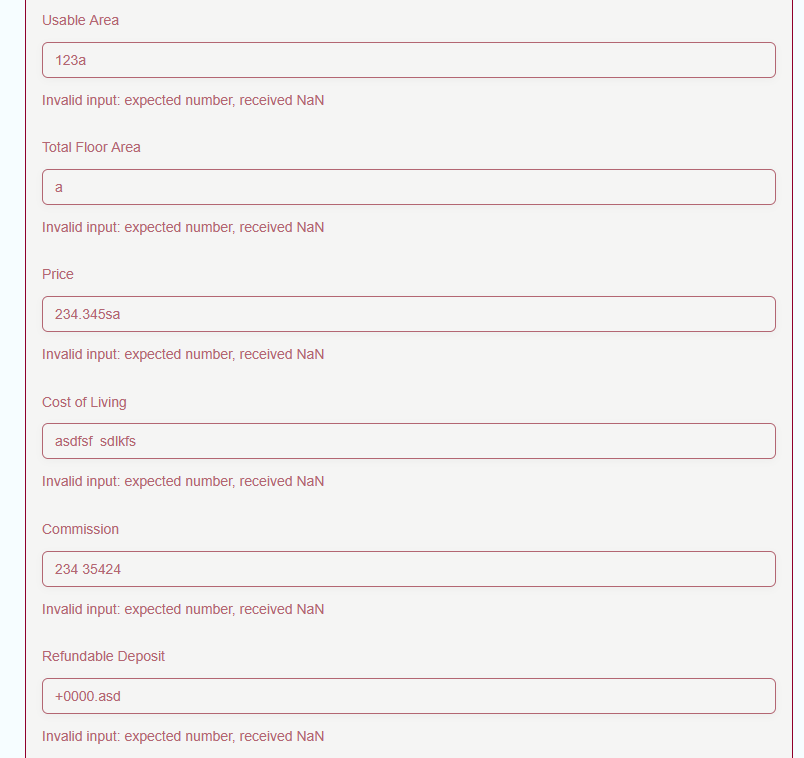 Usable Area
123a
Invalid input: expected number, received NaN
Total Floor Area
a
Invalid input: expected number, received NaN
Price
234.345sa
Invalid input: expected number, received NaN
Cost of Living
asdfsf  sdlkfs
Invalid input: expected number, received NaN
Commission
234 35424
Invalid input: expected number, received NaN
Refundable Deposit
+0000.asd
Invalid input: expected number, received NaN